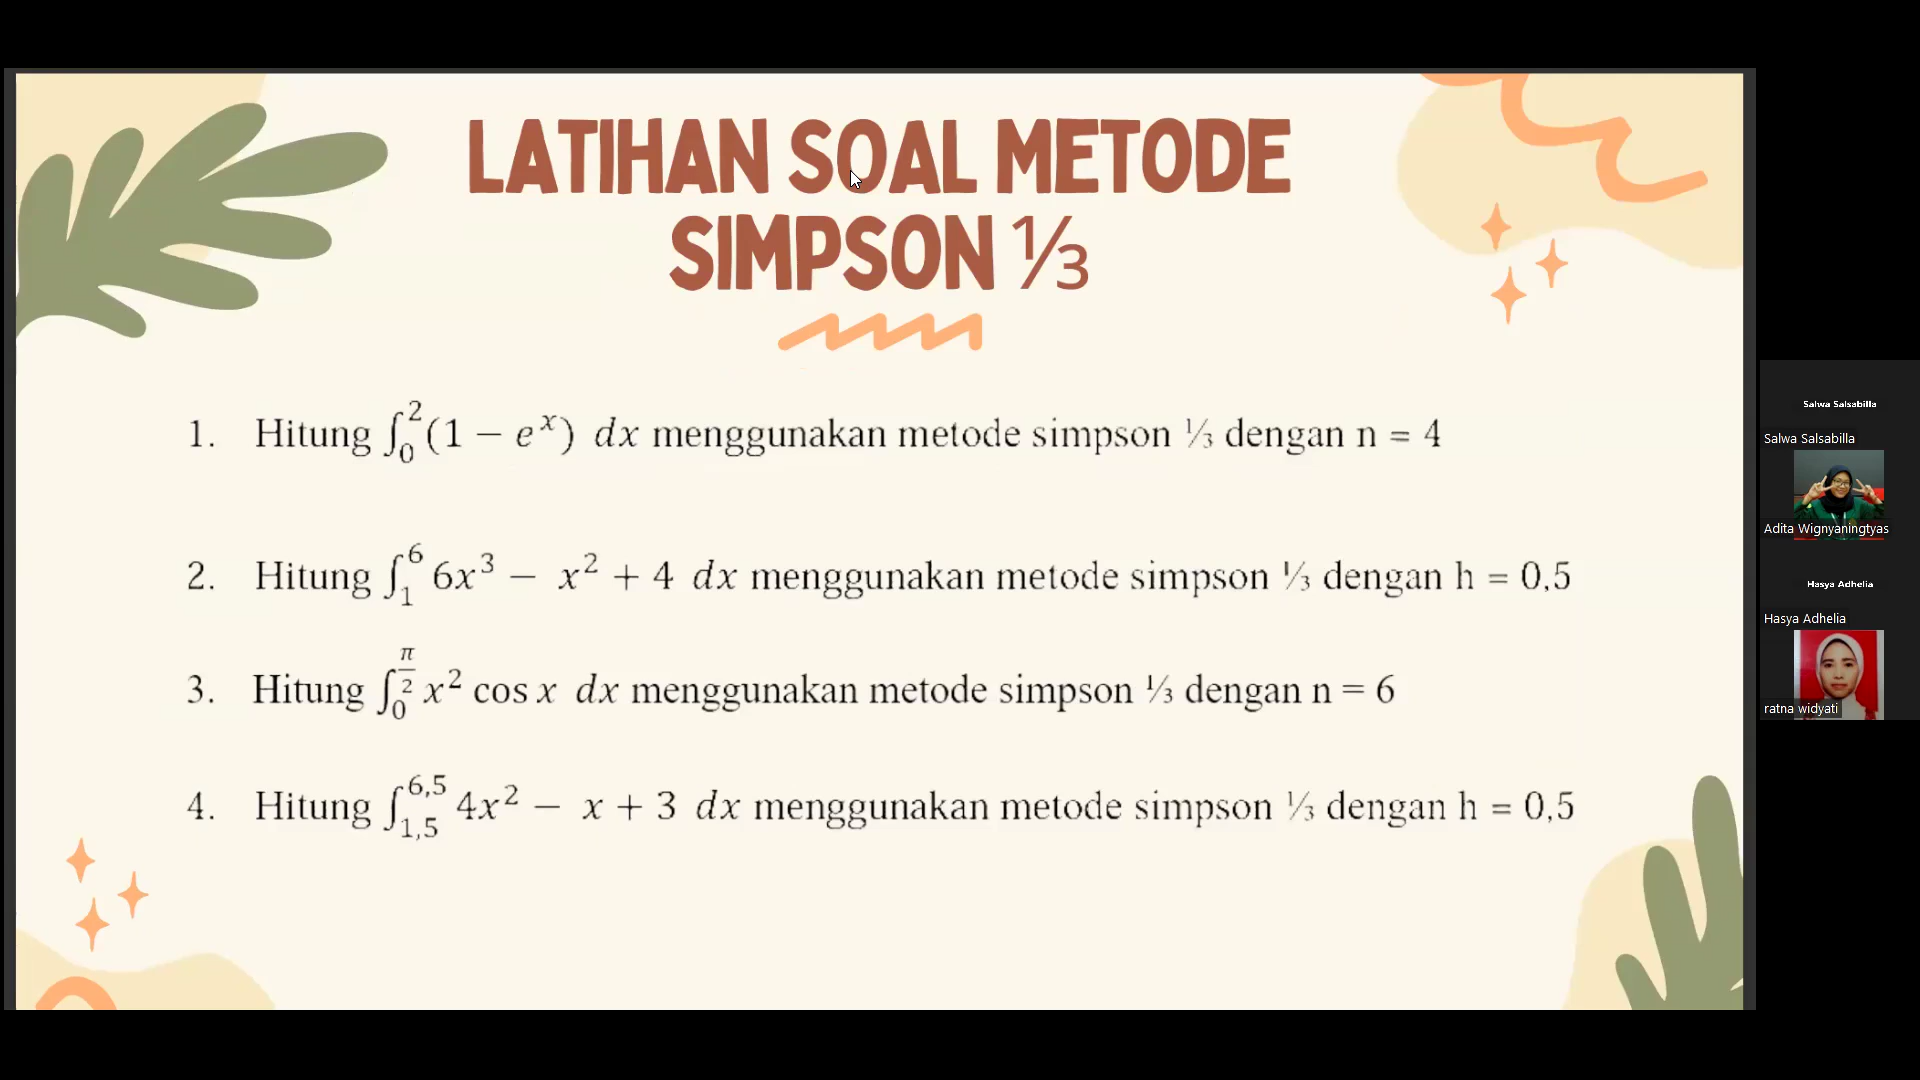 LATIHAN SOAL METODE
SIMPSON ⅓
1. Hitung ∫₀² (1 − eˣ) dx menggunakan metode simpson ⅓ dengan n = 4
2. Hitung ∫₁⁶ 6x³ − x² + 4 dx menggunakan metode simpson ⅓ dengan h = 0,5
3. Hitung ∫₀^(π/2) x² cos x dx menggunakan metode simpson ⅓ dengan n = 6
4. Hitung ∫_(1,5)^(6,5) 4x² − x + 3 dx menggunakan metode simpson ⅓ dengan h = 0,5
Salwa Salsabilla
Salwa Salsabilla
Adita Wignyaningtyas
Hasya Adhelia
Hasya Adhelia
ratna widyati